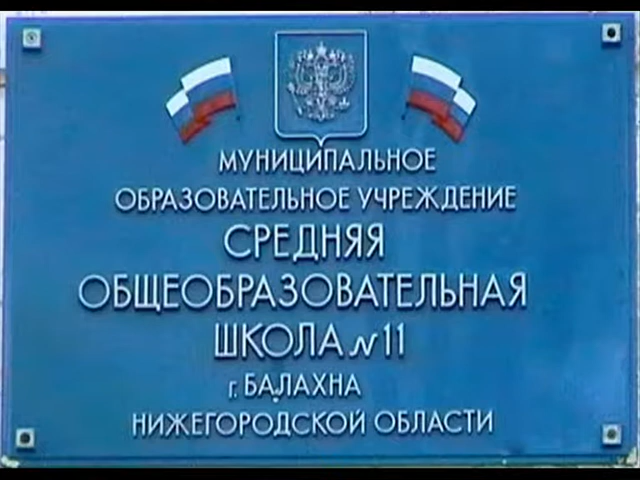 МУНИЦИПАЛЬНОЕ
ОБРАЗОВАТЕЛЬНОЕ УЧРЕЖДЕНИЕ
СРЕДНЯЯ
ОБЩЕОБРАЗОВАТЕЛЬНАЯ
ШКОЛА №11
г. БАЛАХНА
НИЖЕГОРОДСКОЙ ОБЛАСТИ